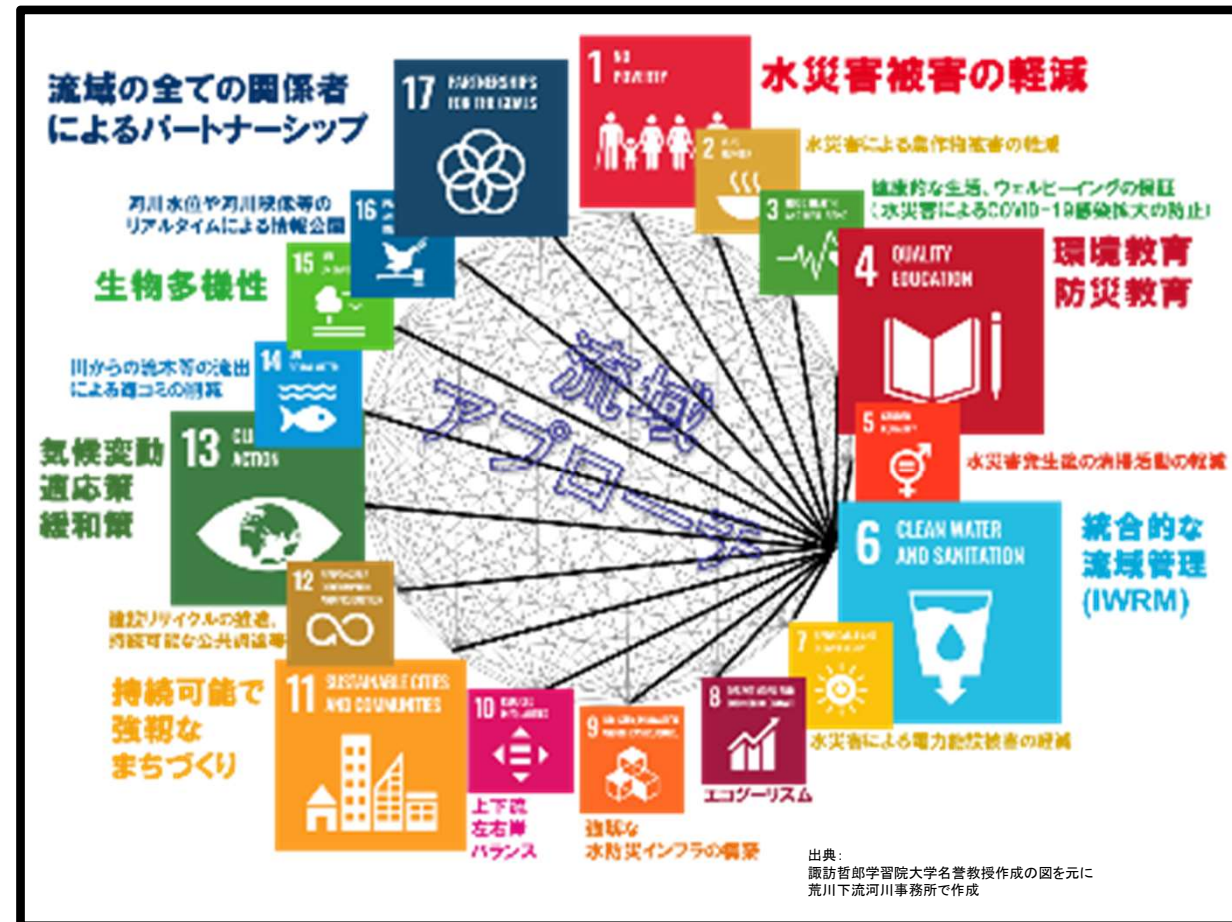 流域の全ての関係者
によるパートナーシップ
17 PARTNERSHIPS
FOR THE GOALS
1 NO
POVERTY
水災害被害の軽減
2
水災害による農作物被害の軽減
3
健康的な生活、ウェルビーイングの保証
(水災害によるCOVID-19感染拡大の防止)
4 QUALITY
EDUCATION
環境教育
防災教育
5
水災害発生後の清掃活動の軽減
6 CLEAN WATER
AND SANITATION
統合的な
流域管理
(IWRM)
7
水災害による電力施設被害の軽減
8
エコツーリズム
9
強靱な
水防災インフラの構築
10
上下流
左右岸
バランス
11 SUSTAINABLE CITIES
AND COMMUNITIES
持続可能で
強靱な
まちづくり
12
建設リサイクルの推進、
持続可能な公共調達等
13
ACTION
気候変動
適応策
緩和策
14
川からの流木等の流出
による海ゴミの削減
15
生物多様性
16
河川水位や河川映像等の
リアルタイムによる情報公開
流域
アプローチ
出典:
諏訪哲郎学習院大学名誉教授作成の図を元に
荒川下流河川事務所で作成